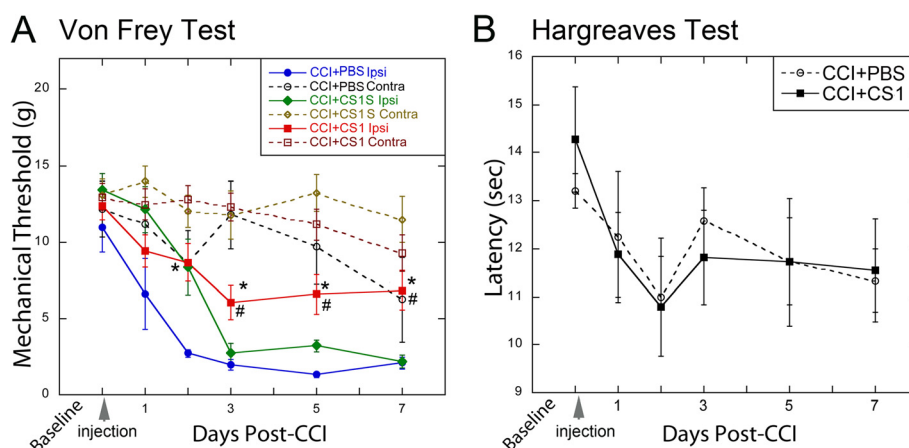 A Von Frey Test
Mechanical Threshold (g)
20
15
10
5
0
CCI+PBS Ipsi
CCI+PBS Contra
CCI+CS1S Ipsi
CCI+CS1S Contra
CCI+CS1 Ipsi
CCI+CS1 Contra
*
*
#
*
#
*
#
Baseline
injection
1
3
5
7
Days Post-CCI
B Hargreaves Test
Latency (sec)
16
15
14
13
12
11
10
9
CCI+PBS
CCI+CS1
Baseline
injection
1
3
5
7
Days Post-CCI